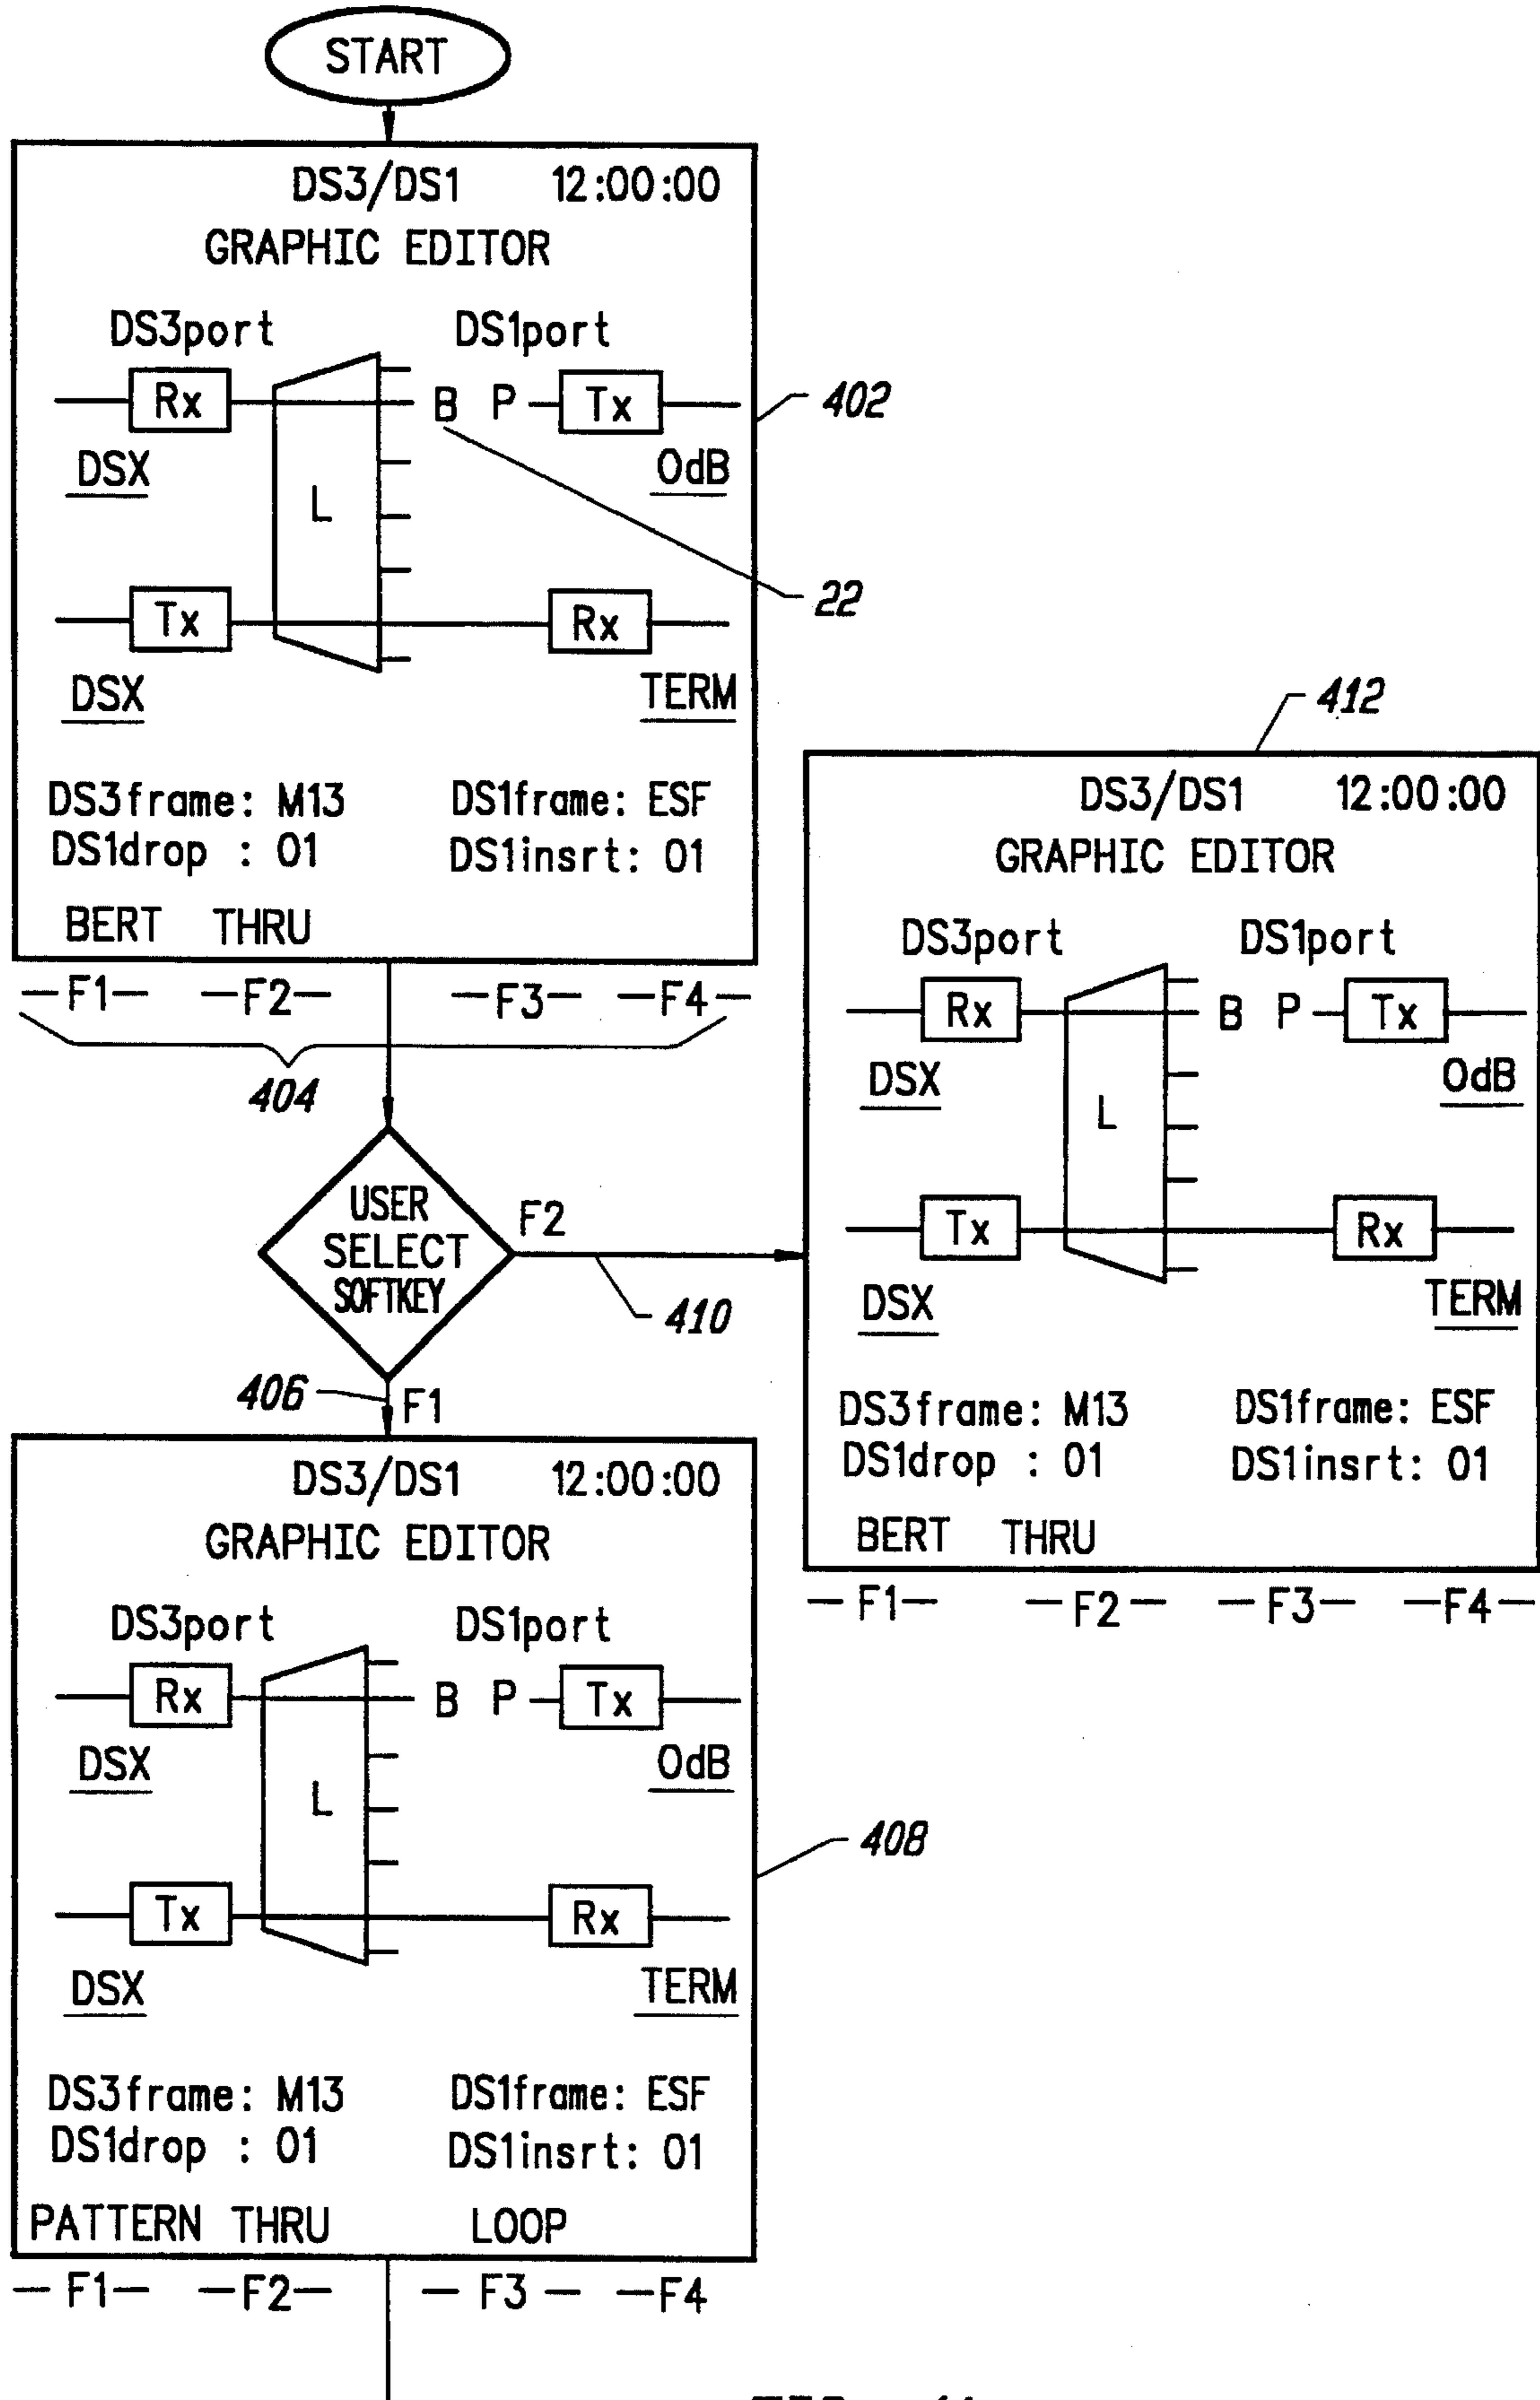 START
DS3/DS1 12:00:00
GRAPHIC EDITOR
DS3port DS1port
Rx B P Tx
402
DSX 0dB
L
22
Tx Rx
DSX TERM
DS3frame: M13 DS1frame: ESF
DS1drop : 01 DS1insrt: 01
BERT THRU
F1 F2 F3 F4
404
USER
SELECT
SOFTKEY
F2
410
406
F1
412
DS3/DS1 12:00:00
GRAPHIC EDITOR
DS3port DS1port
Rx B P Tx
DSX 0dB
L
Tx Rx
DSX TERM
DS3frame: M13 DS1frame: ESF
DS1drop : 01 DS1insrt: 01
BERT THRU
F1 F2 F3 F4
DS3/DS1 12:00:00
GRAPHIC EDITOR
DS3port DS1port
Rx B P Tx
DSX 0dB
L
408
Tx Rx
DSX TERM
DS3frame: M13 DS1frame: ESF
DS1drop : 01 DS1insrt: 01
PATTERN THRU LOOP
F1 F2 F3 F4